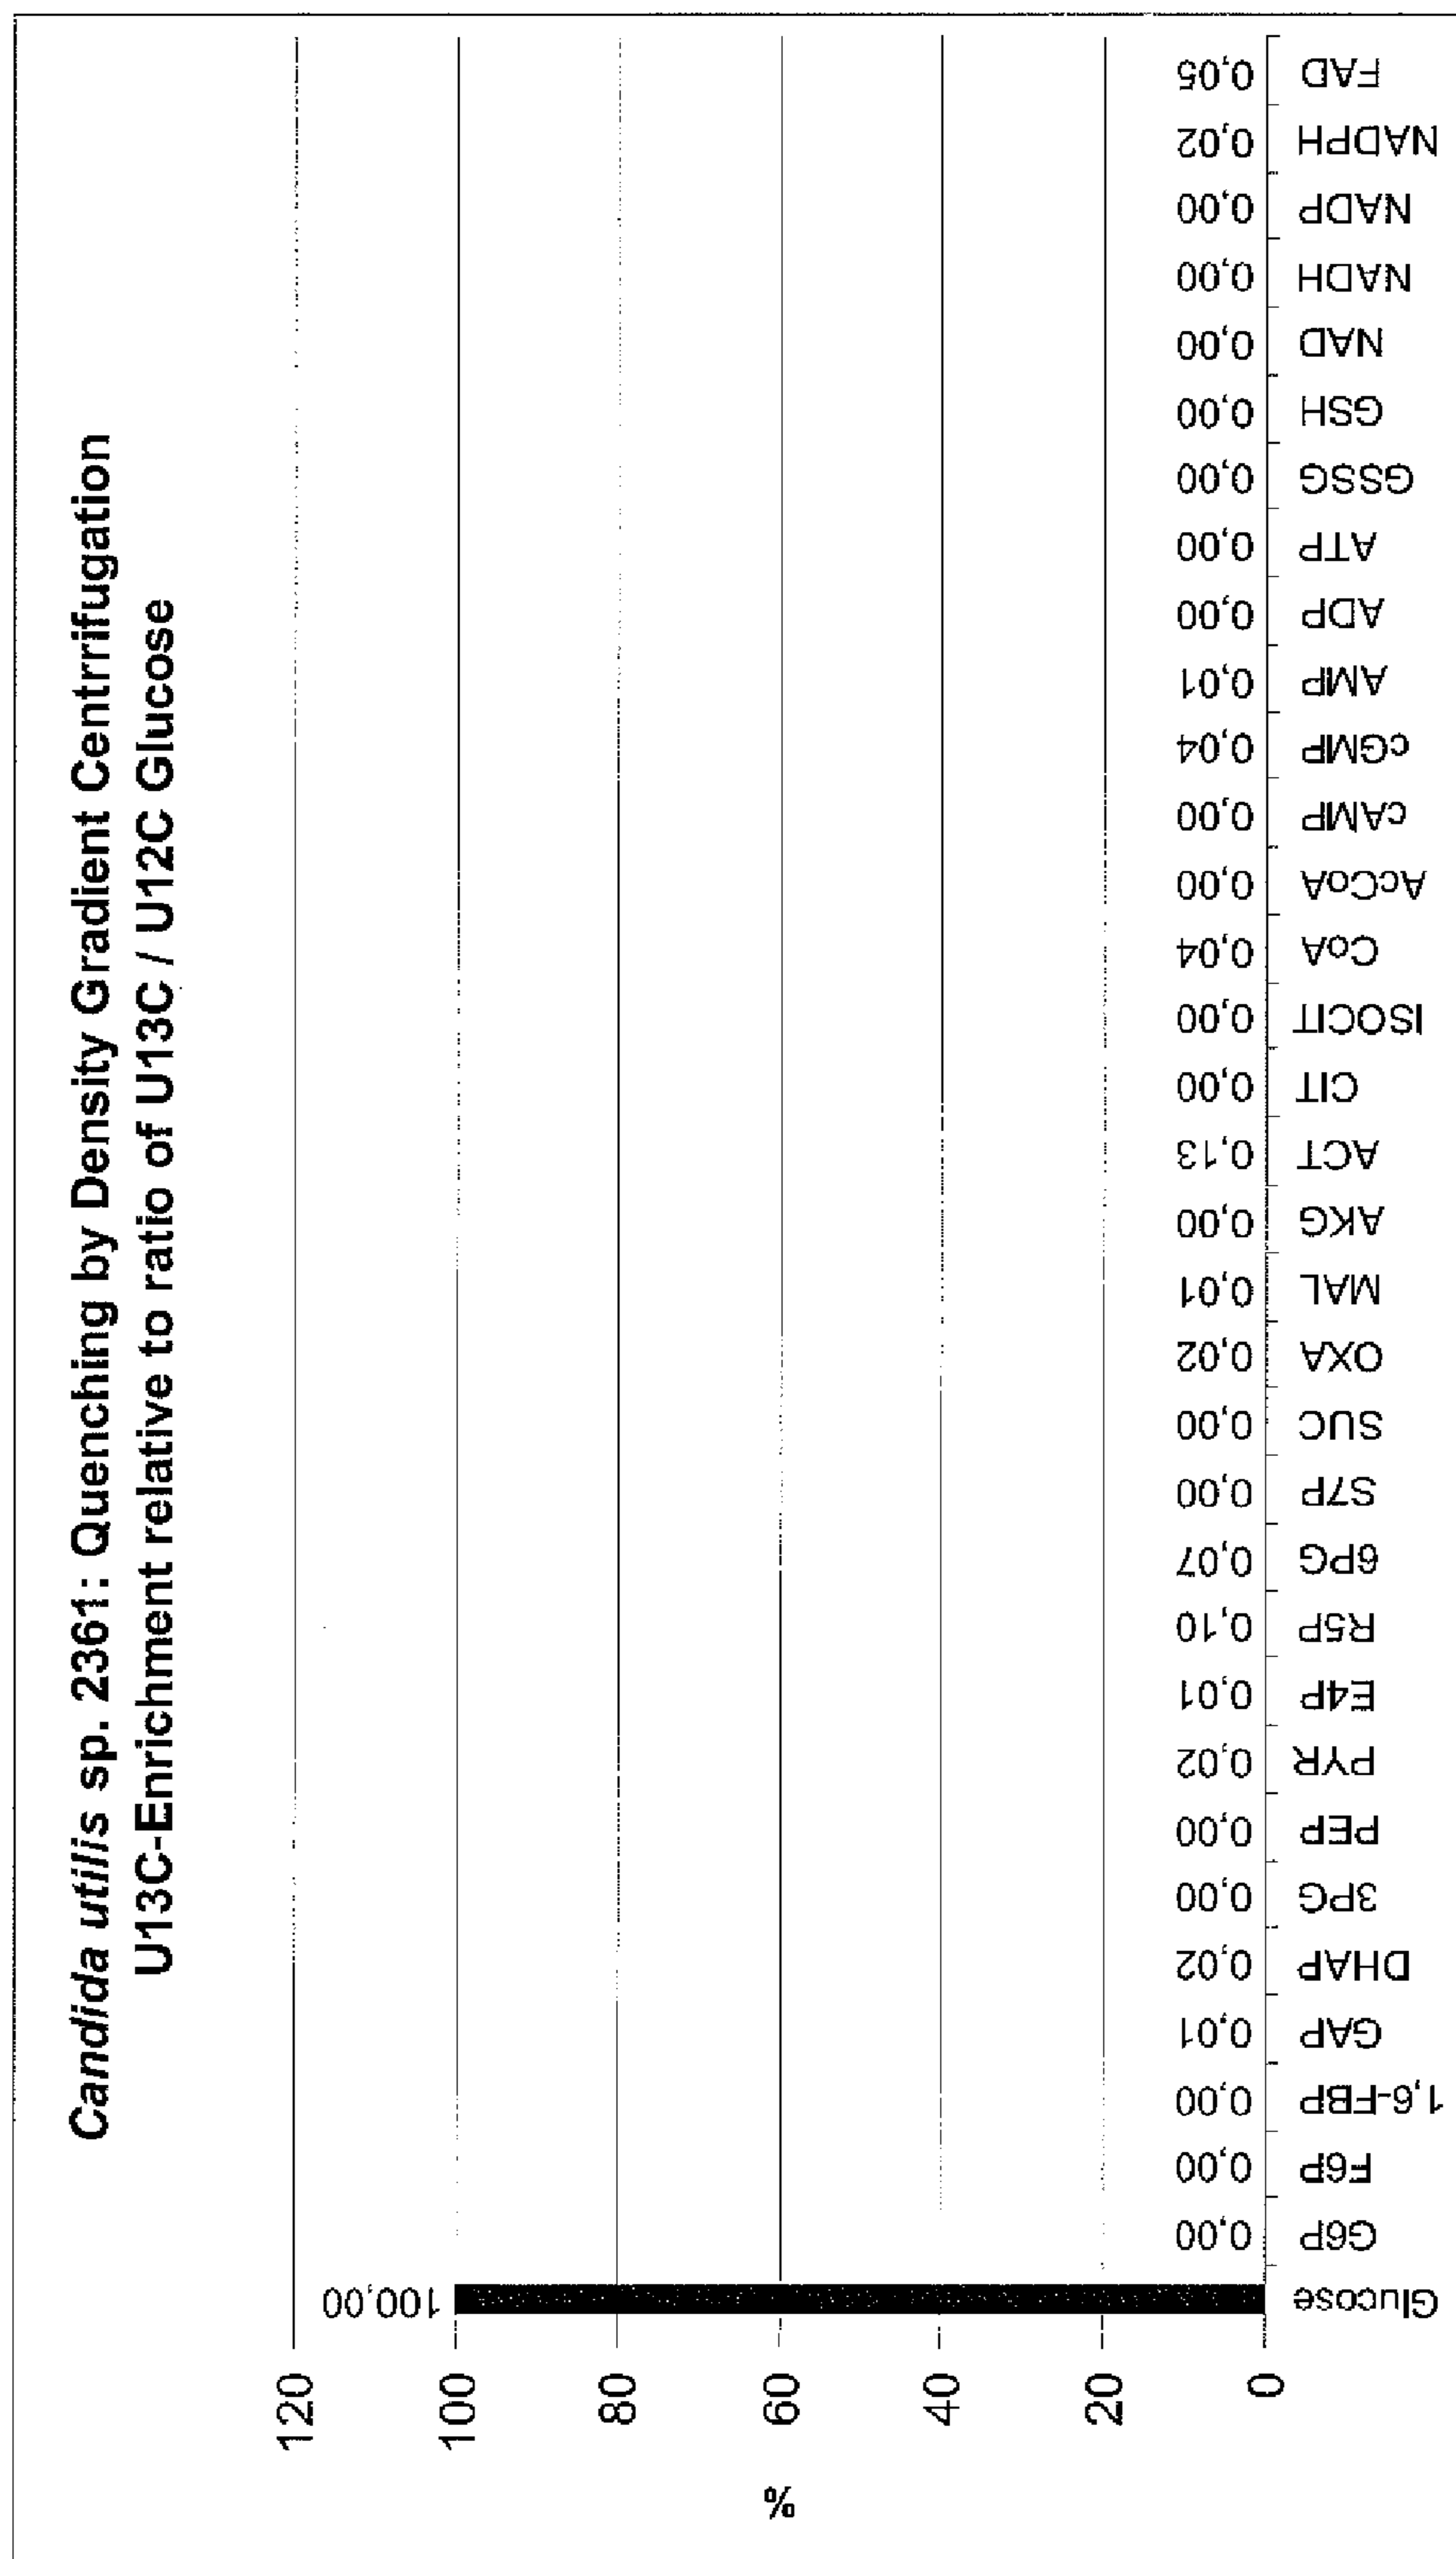 Candida utilis sp. 2361: Quenching by Density Gradient Centrrifugation
U13C-Enrichment relative to ratio of U13C / U12C Glucose
%
120
100
80
60
40
20
0
100,00
0,00
0,00
0,00
0,01
0,02
0,00
0,00
0,02
0,01
0,10
0,07
0,00
0,00
0,02
0,01
0,00
0,13
0,00
0,00
0,04
0,00
0,00
0,04
0,01
0,00
0,00
0,00
0,00
0,00
0,00
0,00
0,02
0,05
Glucose
G6P
F6P
1,6-FBP
GAP
DHAP
3PG
PEP
PYR
E4P
R5P
6PG
S7P
SUC
OXA
MAL
AKG
ACT
CIT
ISOCIT
CoA
AcCoA
cAMP
cGMP
AMP
ADP
ATP
GSSG
GSH
NAD
NADH
NADP
NADPH
FAD